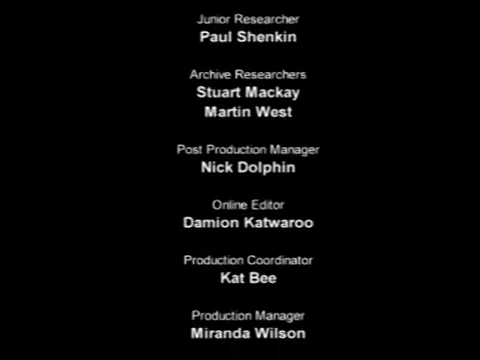 Junior Researcher
Paul Shenkin
Archive Researchers
Stuart Mackay
Martin West
Post Production Manager
Nick Dolphin
Online Editor
Damion Katwaroo
Production Coordinator
Kat Bee
Production Manager
Miranda Wilson